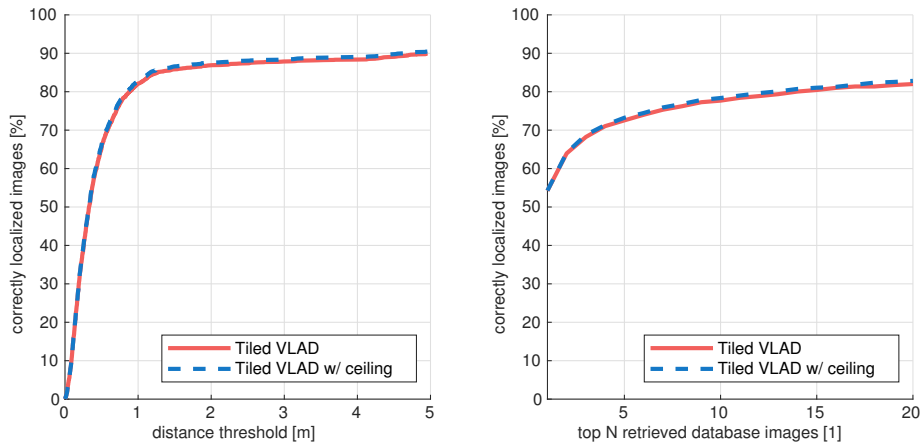 100
90
80
70
60
50
40
30
20
10
0
correctly localized images [%]
Tiled VLAD
Tiled VLAD w/ ceiling
0 1 2 3 4 5
distance threshold [m]
100
90
80
70
60
50
40
30
20
10
0
correctly localized images [%]
Tiled VLAD
Tiled VLAD w/ ceiling
5 10 15 20
top N retrieved database images [1]